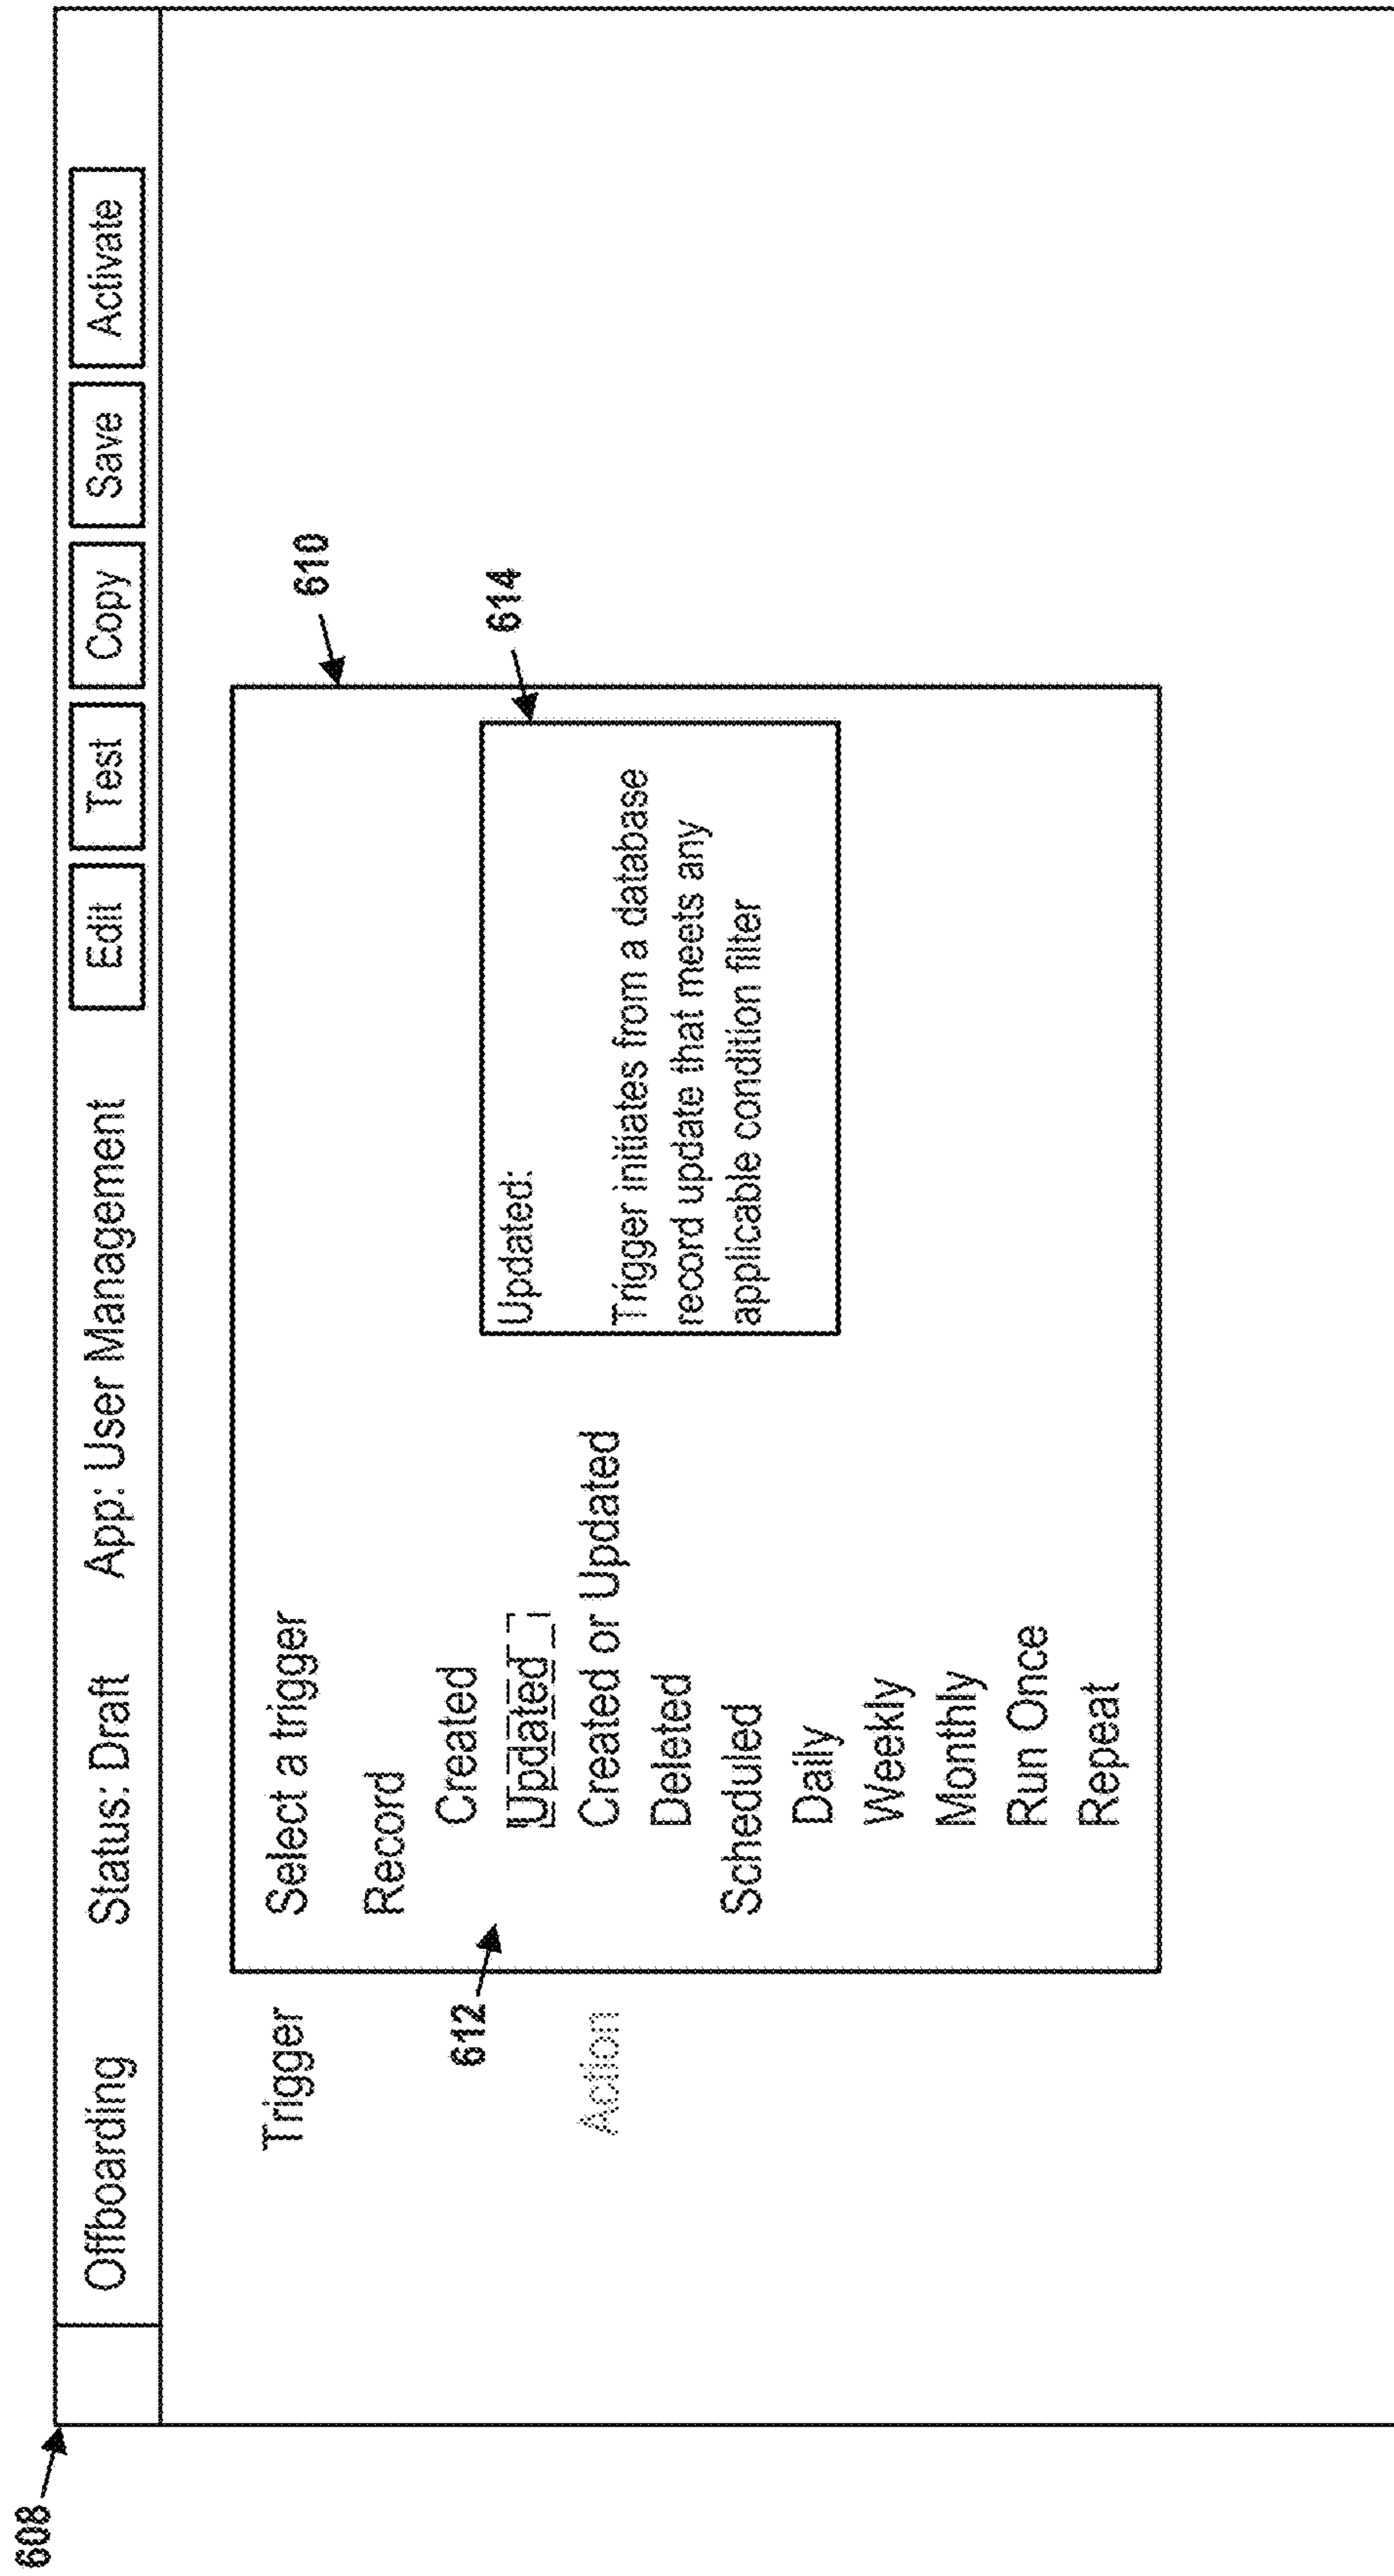 608
Offboarding Status: Draft App: User Management Edit Test Copy Save Activate
Trigger
Select a trigger
610
Record
612
Created
Updated
Created or Updated
Deleted
Scheduled
Daily
Weekly
Monthly
Run Once
Repeat
614
Updated:
Trigger initiates from a database
record update that meets any
applicable condition filter
Action